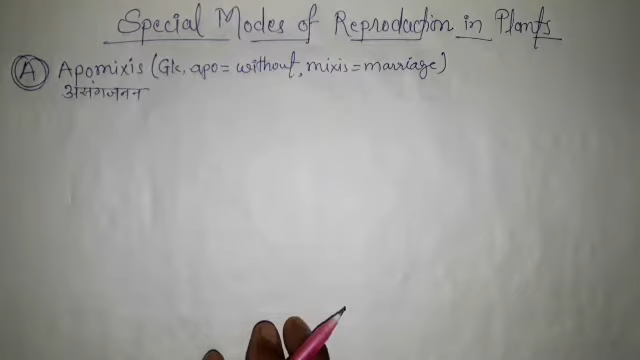 Special Modes of Reproduction in Plants
A Apomixis (Gk, apo = without, mixis = marriage)
असंगजनन